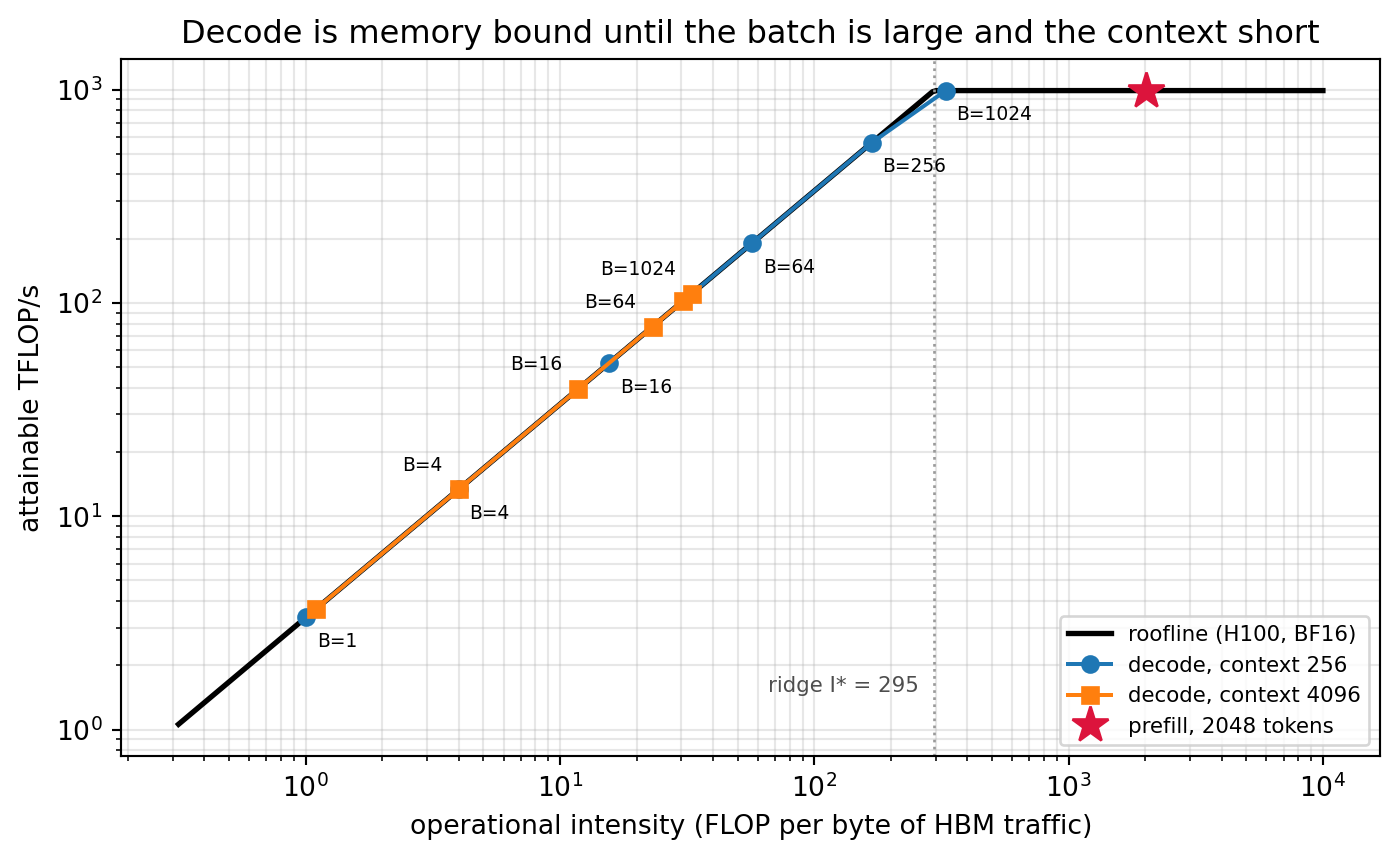 Decode is memory bound until the batch is large and the context short
attainable TFLOP/s
10³
10²
10¹
10⁰
B=1024
B=256
B=1024
B=64
B=64
B=16
B=16
B=4
B=4
B=1
ridge I* = 295
roofline (H100, BF16)
decode, context 256
decode, context 4096
prefill, 2048 tokens
10⁰
10¹
10²
10³
10⁴
operational intensity (FLOP per byte of HBM traffic)